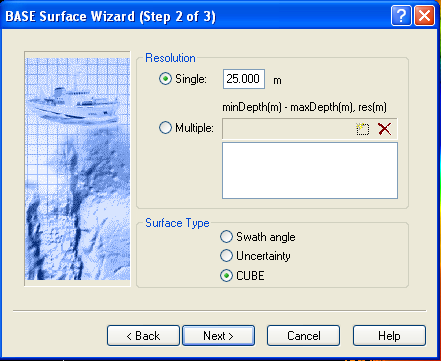 BASE Surface Wizard (Step 2 of 3)
Resolution
Single: 25.000 m
minDepth(m) - maxDepth(m), res(m)
Multiple:
Surface Type
Swath angle
Uncertainty
CUBE
< Back Next > Cancel Help